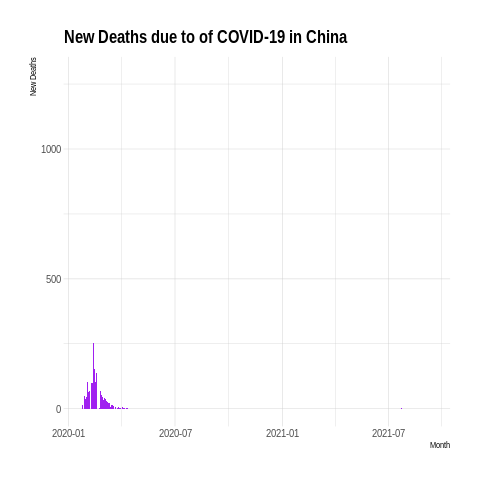 New Deaths due to of COVID-19 in China
New Deaths
1000
500
0
2020-01 2020-07 2021-01 2021-07
Month